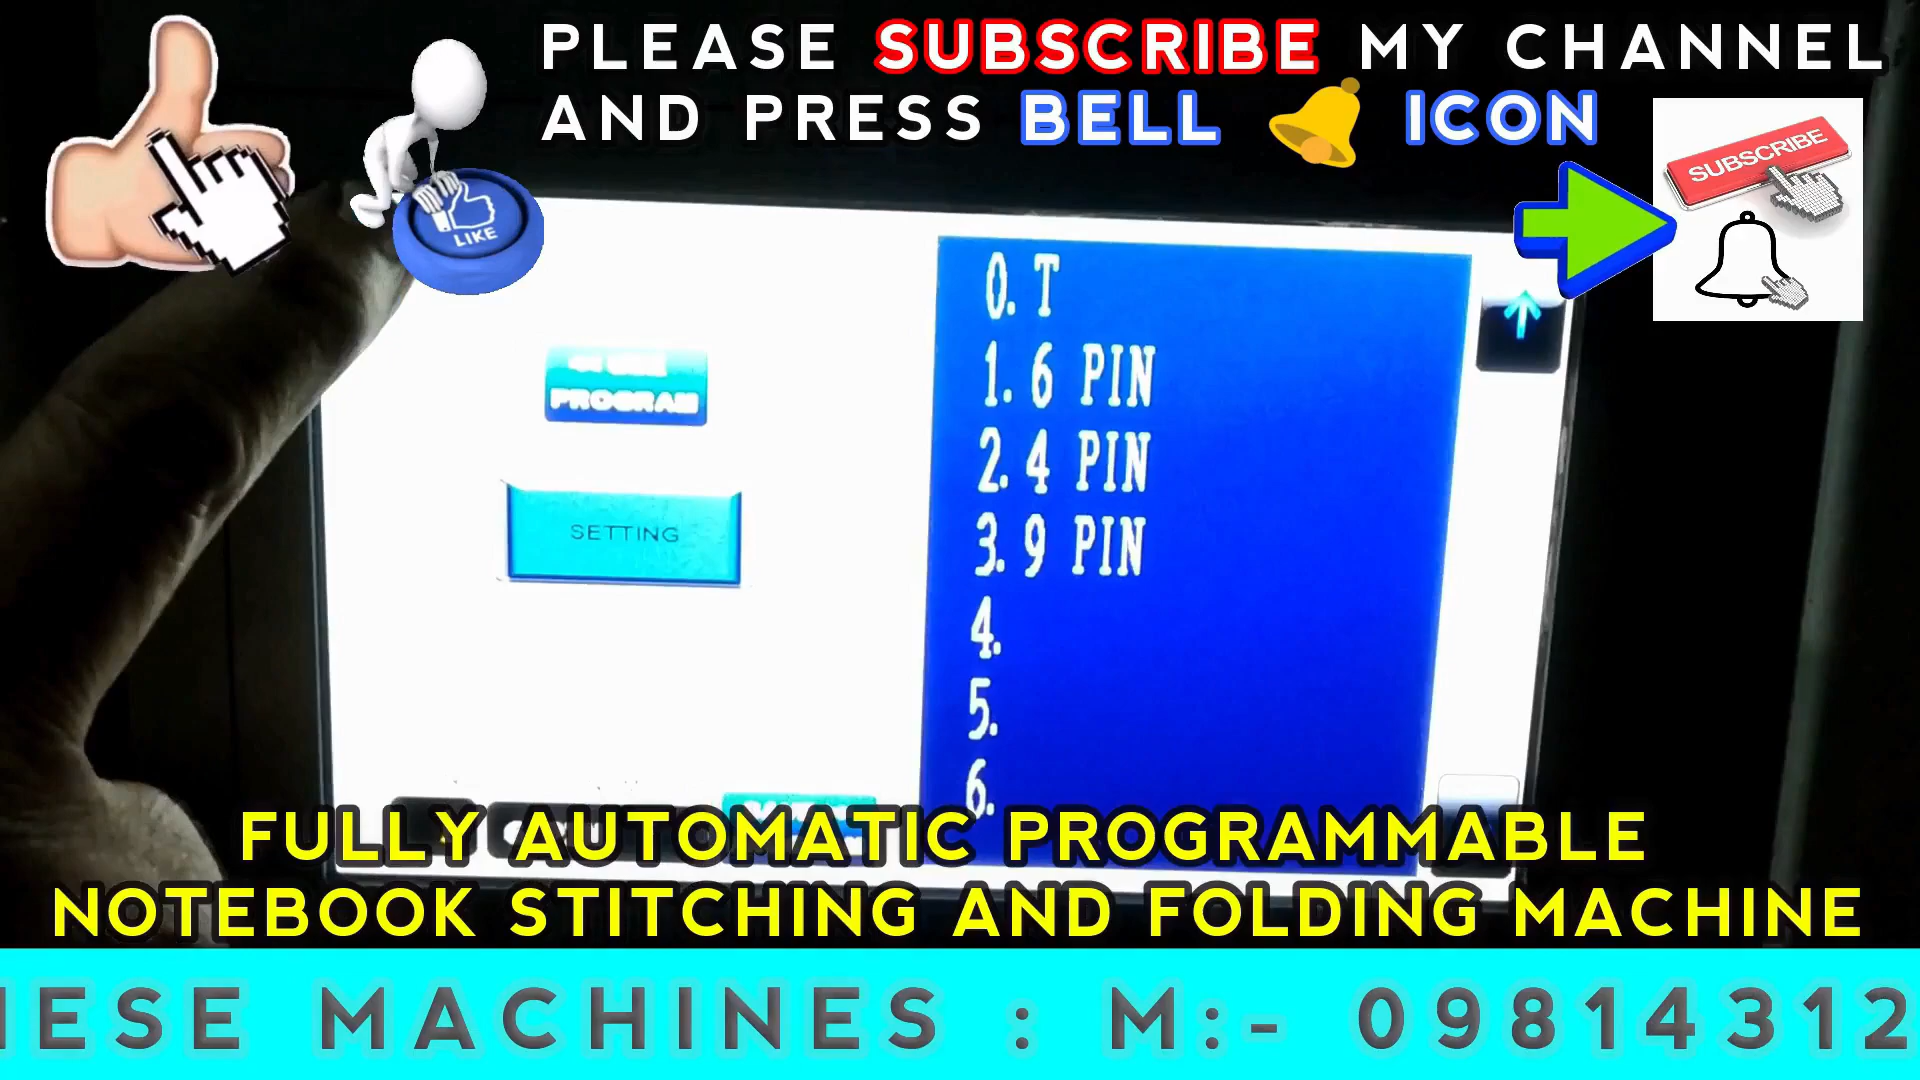 PLEASE SUBSCRIBE MY CHANNEL
AND PRESS BELL ICON
SUBSCRIBE
LIKE
0. T
1. 6 PIN
2. 4 PIN
3. 9 PIN
4.
5.
6.
PROGRAM
SETTING
FULLY AUTOMATIC PROGRAMMABLE
NOTEBOOK STITCHING AND FOLDING MACHINE
ESE MACHINES : M:- 09814312